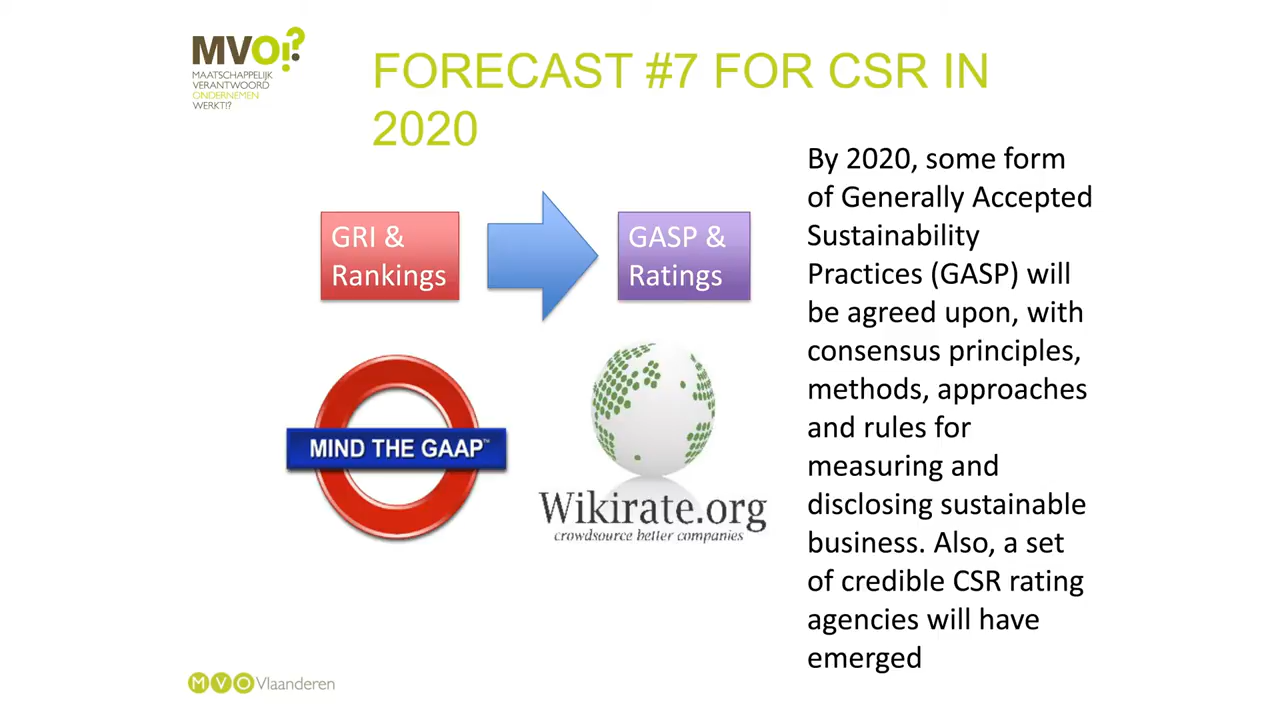 MVO!?
MAATSCHAPPELIJK
VERANTWOORD
ONDERNEMEN
WERKT!?
FORECAST #7 FOR CSR IN
2020
GRI &
Rankings
GASP &
Ratings
MIND THE GAAP™
Wikirate.org
crowdsource better companies
By 2020, some form
of Generally Accepted
Sustainability
Practices (GASP) will
be agreed upon, with
consensus principles,
methods, approaches
and rules for
measuring and
disclosing sustainable
business. Also, a set
of credible CSR rating
agencies will have
emerged
MVO Vlaanderen